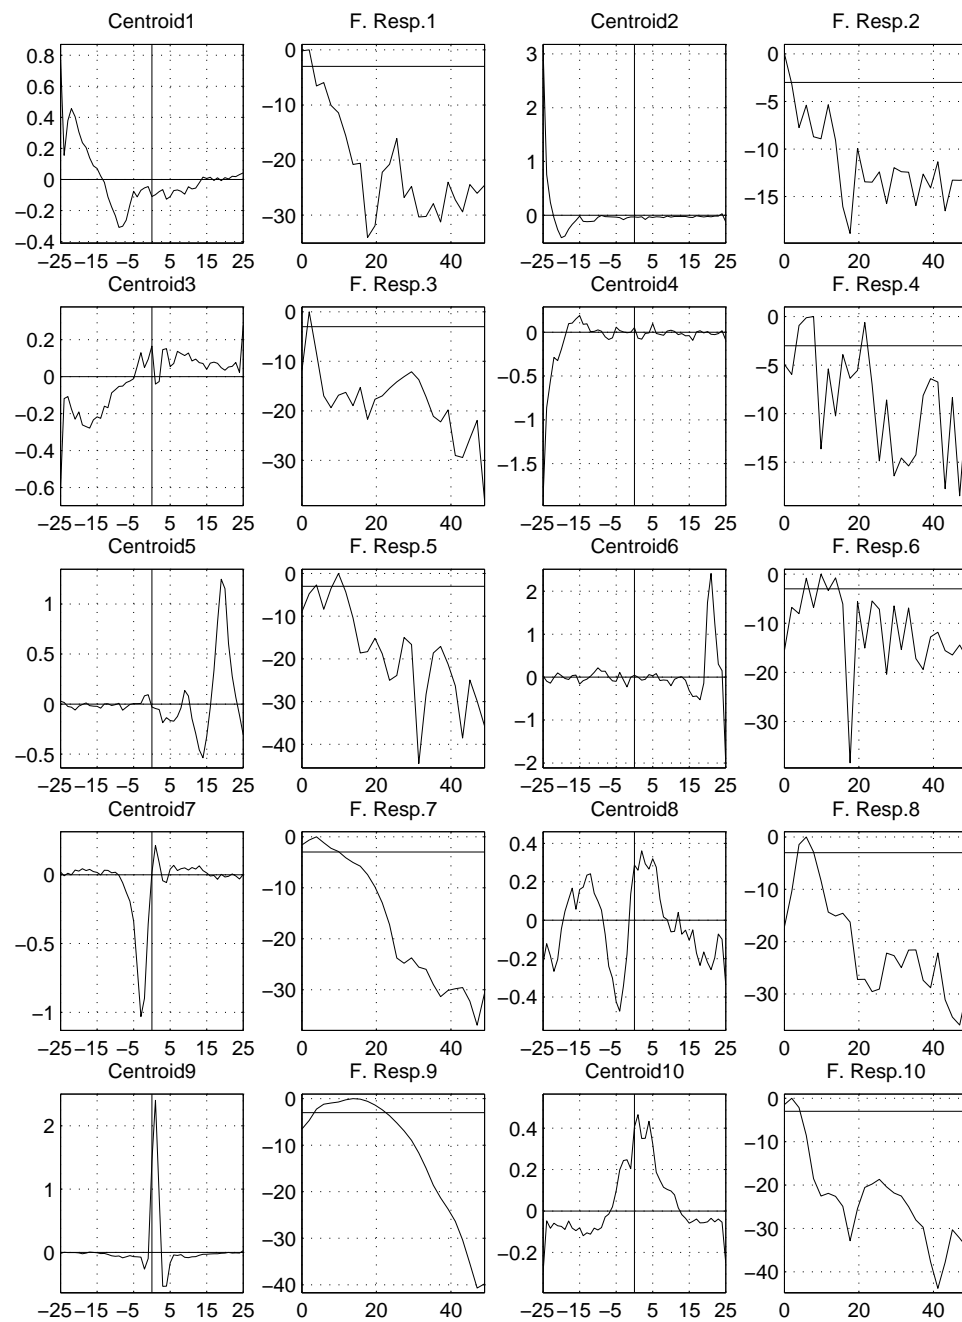 Centroid1 F. Resp.1 Centroid2 F. Resp.2
0.8 0 3 0
0.6 −10 2 −5
0.4 −20 1 −10
0.2 −30 0 −15
0
−0.2
−0.4
−25 −15 −5 5 15 25 0 20 40 −25 −15 −5 5 15 25 0 20 40
Centroid3 F. Resp.3 Centroid4 F. Resp.4
0.2 0 0 0
0 −10 −0.5 −5
−0.2 −20 −1 −10
−0.4 −30 −1.5 −15
−0.6
−25 −15 −5 5 15 25 0 20 40 −25 −15 −5 5 15 25 0 20 40
Centroid5 F. Resp.5 Centroid6 F. Resp.6
1 0 2 0
0.5 −10 1 −10
0 −20 0 −20
−0.5 −30 −1 −30
−40 −2
−25 −15 −5 5 15 25 0 20 40 −25 −15 −5 5 15 25 0 20 40
Centroid7 F. Resp.7 Centroid8 F. Resp.8
0 0 0.4 0
−0.5 −10 0.2 −10
−1 −20 0 −20
−30 −0.2 −30
−0.4
−25 −15 −5 5 15 25 0 20 40 −25 −15 −5 5 15 25 0 20 40
Centroid9 F. Resp.9 Centroid10 F. Resp.10
2 0 0.4 0
1 −10 0.2 −10
0 −20 0 −20
−30 −0.2 −30
−40 −40
−25 −15 −5 5 15 25 0 20 40 −25 −15 −5 5 15 25 0 20 40